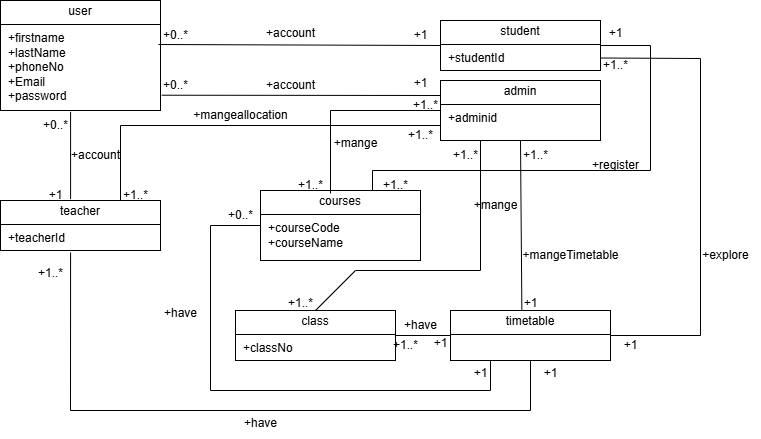 user
+firstname
+lastName
+phoneNo
+Email
+password
+0..*
+account
+1
student
+studentId
+1
+1..*
+0..*
+account
+1
admin
+adminid
+1..*
+mangeallocation
+1..*
+0..*
+account
+1
+1..*
+mange
+1..*
+1..*
+1..*
+1..*
+register
teacher
+teacherId
+1..*
courses
+courseCode
+courseName
+0..*
+mange
+mangeTimetable
+explore
+have
+1..*
+1
class
+classNo
+have
+1..*
+1
timetable
+1
+1
+1
+have